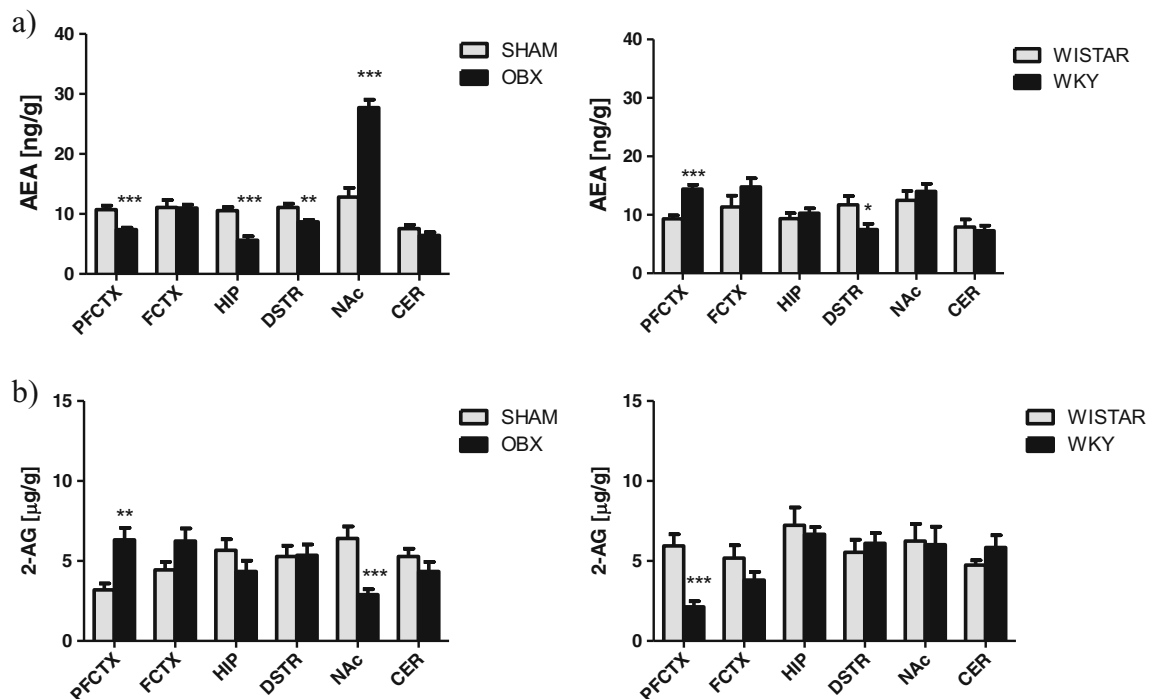 a)
SHAM
OBX
***
AEA [ng/g]
40
30
20
10
0
*** *** **
PFCTX FCTX HIP DSTR NAc CER
WISTAR
WKY
AEA [ng/g]
40
30
20
10
0
*** *
PFCTX FCTX HIP DSTR NAc CER
b)
SHAM
OBX
2-AG [µg/g]
15
10
5
0
** ***
PFCTX FCTX HIP DSTR NAc CER
WISTAR
WKY
2-AG [µg/g]
15
10
5
0
***
PFCTX FCTX HIP DSTR NAc CER